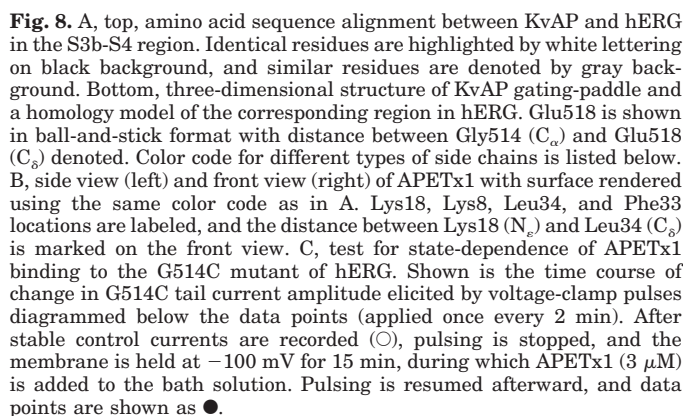 Fig. 8. A, top, amino acid sequence alignment between KvAP and hERG
in the S3b-S4 region. Identical residues are highlighted by white lettering
on black background, and similar residues are denoted by gray back-
ground. Bottom, three-dimensional structure of KvAP gating-paddle and
a homology model of the corresponding region in hERG. Glu518 is shown
in ball-and-stick format with distance between Gly514 (Cα) and Glu518
(Cδ) denoted. Color code for different types of side chains is listed below.
B, side view (left) and front view (right) of APETx1 with surface rendered
using the same color code as in A. Lys18, Lys8, Leu34, and Phe33
locations are labeled, and the distance between Lys18 (Nε) and Leu34 (Cδ)
is marked on the front view. C, test for state-dependence of APETx1
binding to the G514C mutant of hERG. Shown is the time course of
change in G514C tail current amplitude elicited by voltage-clamp pulses
diagrammed below the data points (applied once every 2 min). After
stable control currents are recorded (○), pulsing is stopped, and the
membrane is held at −100 mV for 15 min, during which APETx1 (3 μM)
is added to the bath solution. Pulsing is resumed afterward, and data
points are shown as ●.